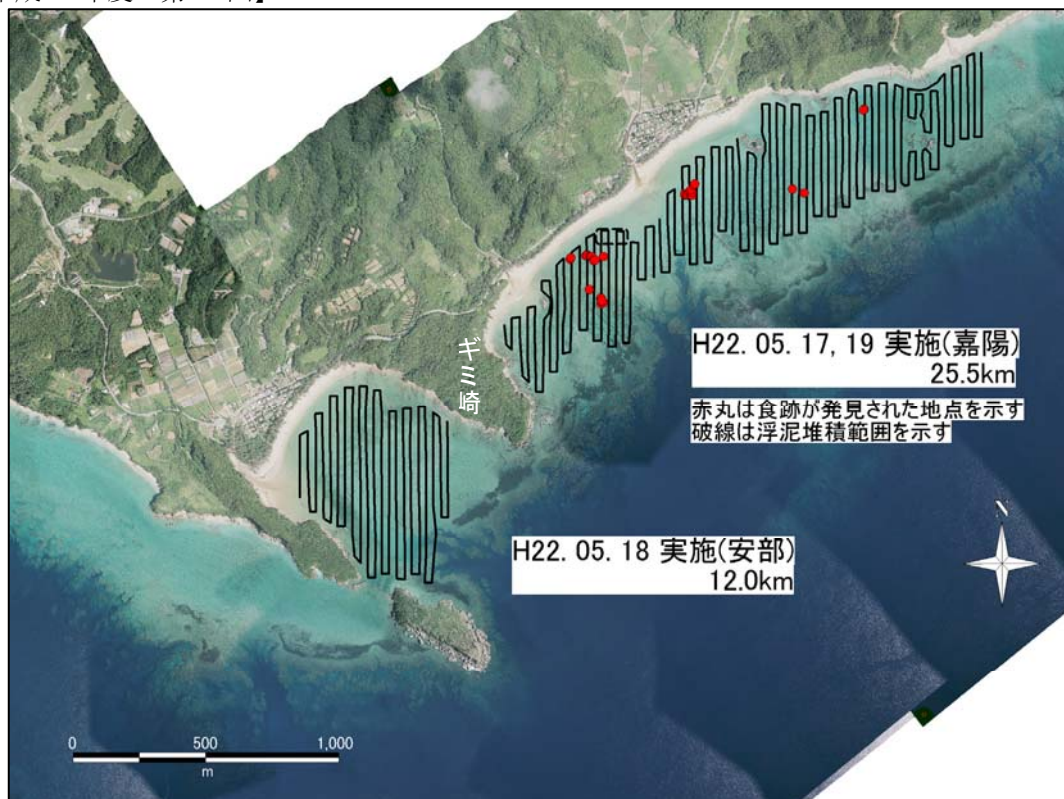 ギミ崎
H22.05.17,19 実施(嘉陽)
25.5km
赤丸は食跡が発見された地点を示す
破線は浮泥堆積範囲を示す
H22.05.18 実施(安部)
12.0km
0 500 1,000
m